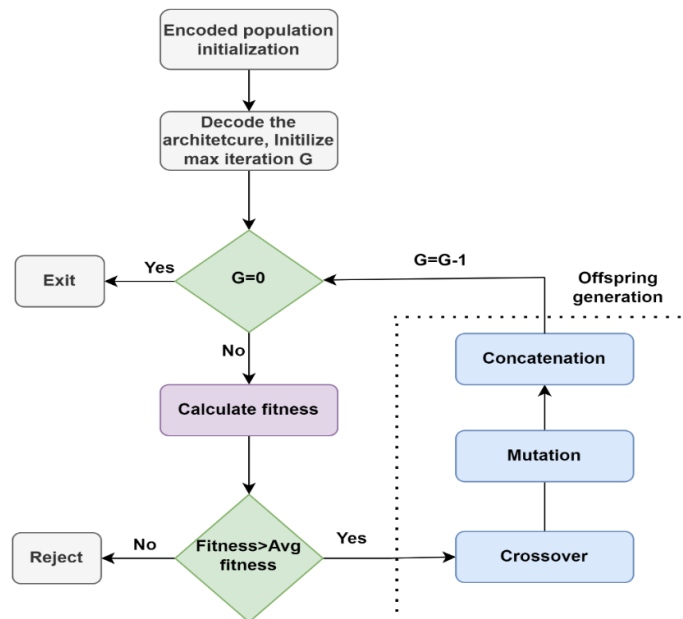 Encoded population
initialization
Decode the
architetcure, Initilize
max iteration G
G=G-1
Offspring
generation
Exit
Yes
G=0
No
Concatenation
Calculate fitness
Mutation
Reject
No
Fitness>Avg
fitness
Yes
Crossover